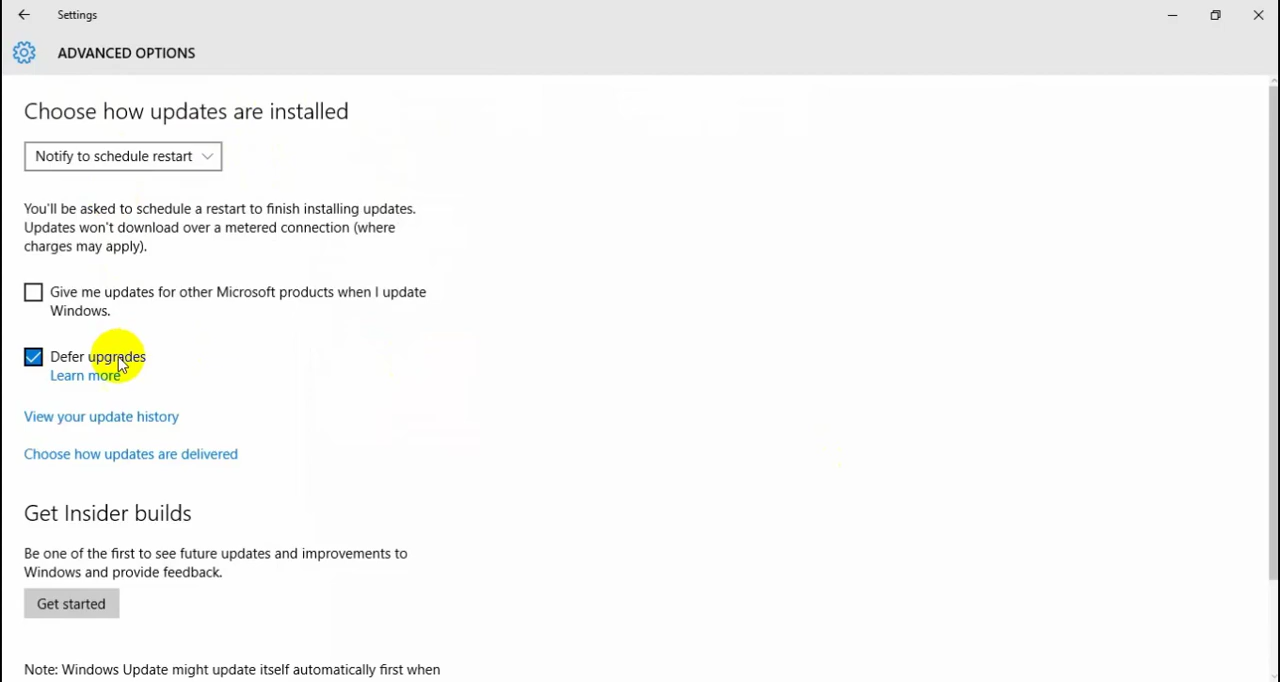 Settings
ADVANCED OPTIONS
Choose how updates are installed
Notify to schedule restart
You'll be asked to schedule a restart to finish installing updates.
Updates won't download over a metered connection (where
charges may apply).
Give me updates for other Microsoft products when I update
Windows.
Defer upgrades
Learn more
View your update history
Choose how updates are delivered
Get Insider builds
Be one of the first to see future updates and improvements to
Windows and provide feedback.
Get started
Note: Windows Update might update itself automatically first when